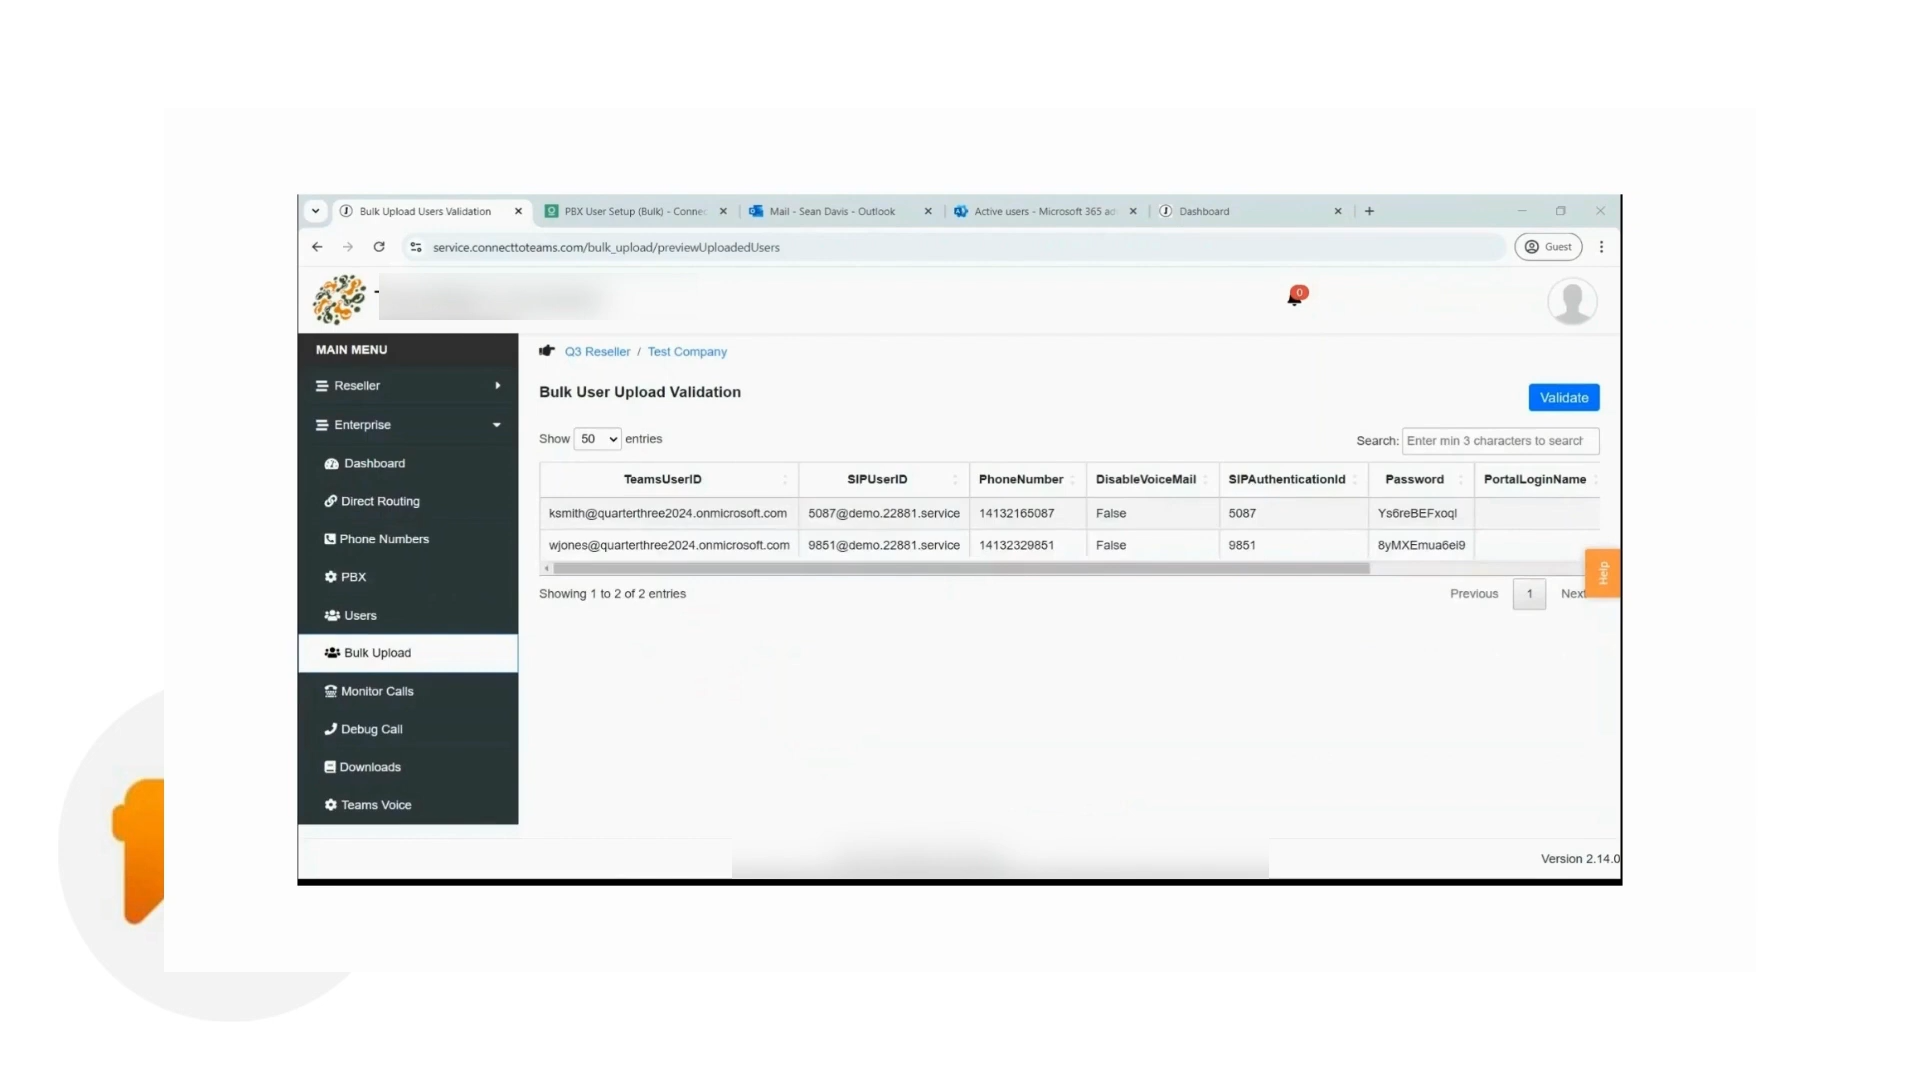 Bulk Upload Users Validation
PBX User Setup (Bulk) - Connec
Mail - Sean Davis - Outlook
Active users - Microsoft 365 ad
Dashboard
service.connecttoteams.com/bulk_upload/previewUploadedUsers
Guest
0
MAIN MENU
Reseller
Enterprise
Dashboard
Direct Routing
Phone Numbers
PBX
Users
Bulk Upload
Monitor Calls
Debug Call
Downloads
Teams Voice
Q3 Reseller / Test Company
Bulk User Upload Validation
Validate
Show 50 entries
Search: Enter min 3 characters to search
TeamsUserID SIPUserID PhoneNumber DisableVoiceMail SIPAuthenticationId Password PortalLoginName
ksmith@quarterthree2024.onmicrosoft.com 5087@demo.22881.service 14132165087 False 5087 Ys6reBEFxoql
wjones@quarterthree2024.onmicrosoft.com 9851@demo.22881.service 14132329851 False 9851 8yMXEmua6ei9
Help
Showing 1 to 2 of 2 entries
Previous 1 Next
Version 2.14.0